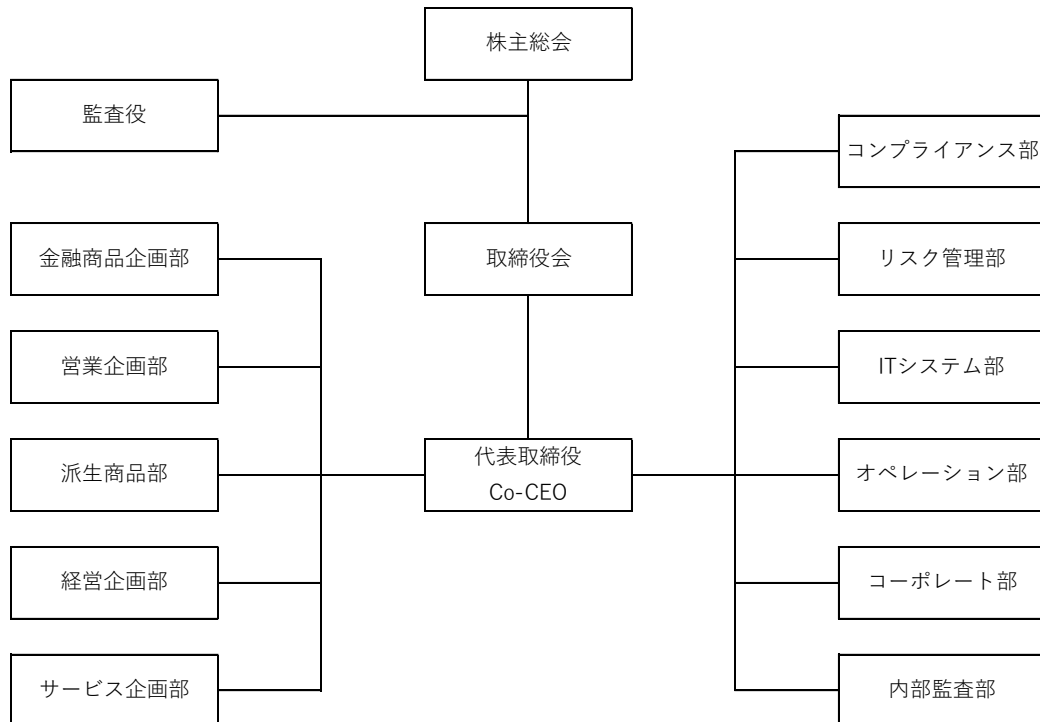 株主総会
監査役
コンプライアンス部
金融商品企画部
取締役会
リスク管理部
営業企画部
ITシステム部
派生商品部
代表取締役
Co-CEO
オペレーション部
経営企画部
コーポレート部
サービス企画部
内部監査部